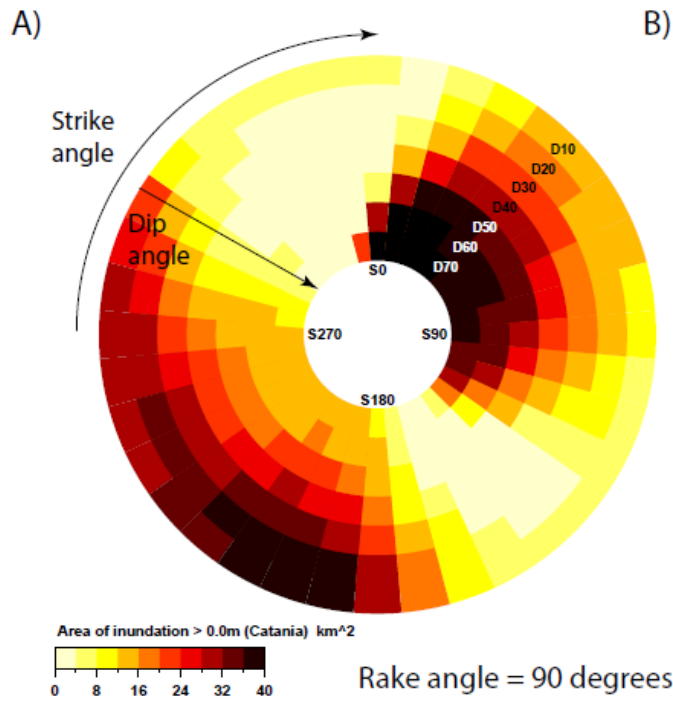 A)
B)
Strike
angle
Dip
angle
D10
D20
D30
D40
D50
D60
D70
S0
S270
S90
S180
Area of inundation > 0.0m (Catania) km^2
0 8 16 24 32 40
Rake angle = 90 degrees